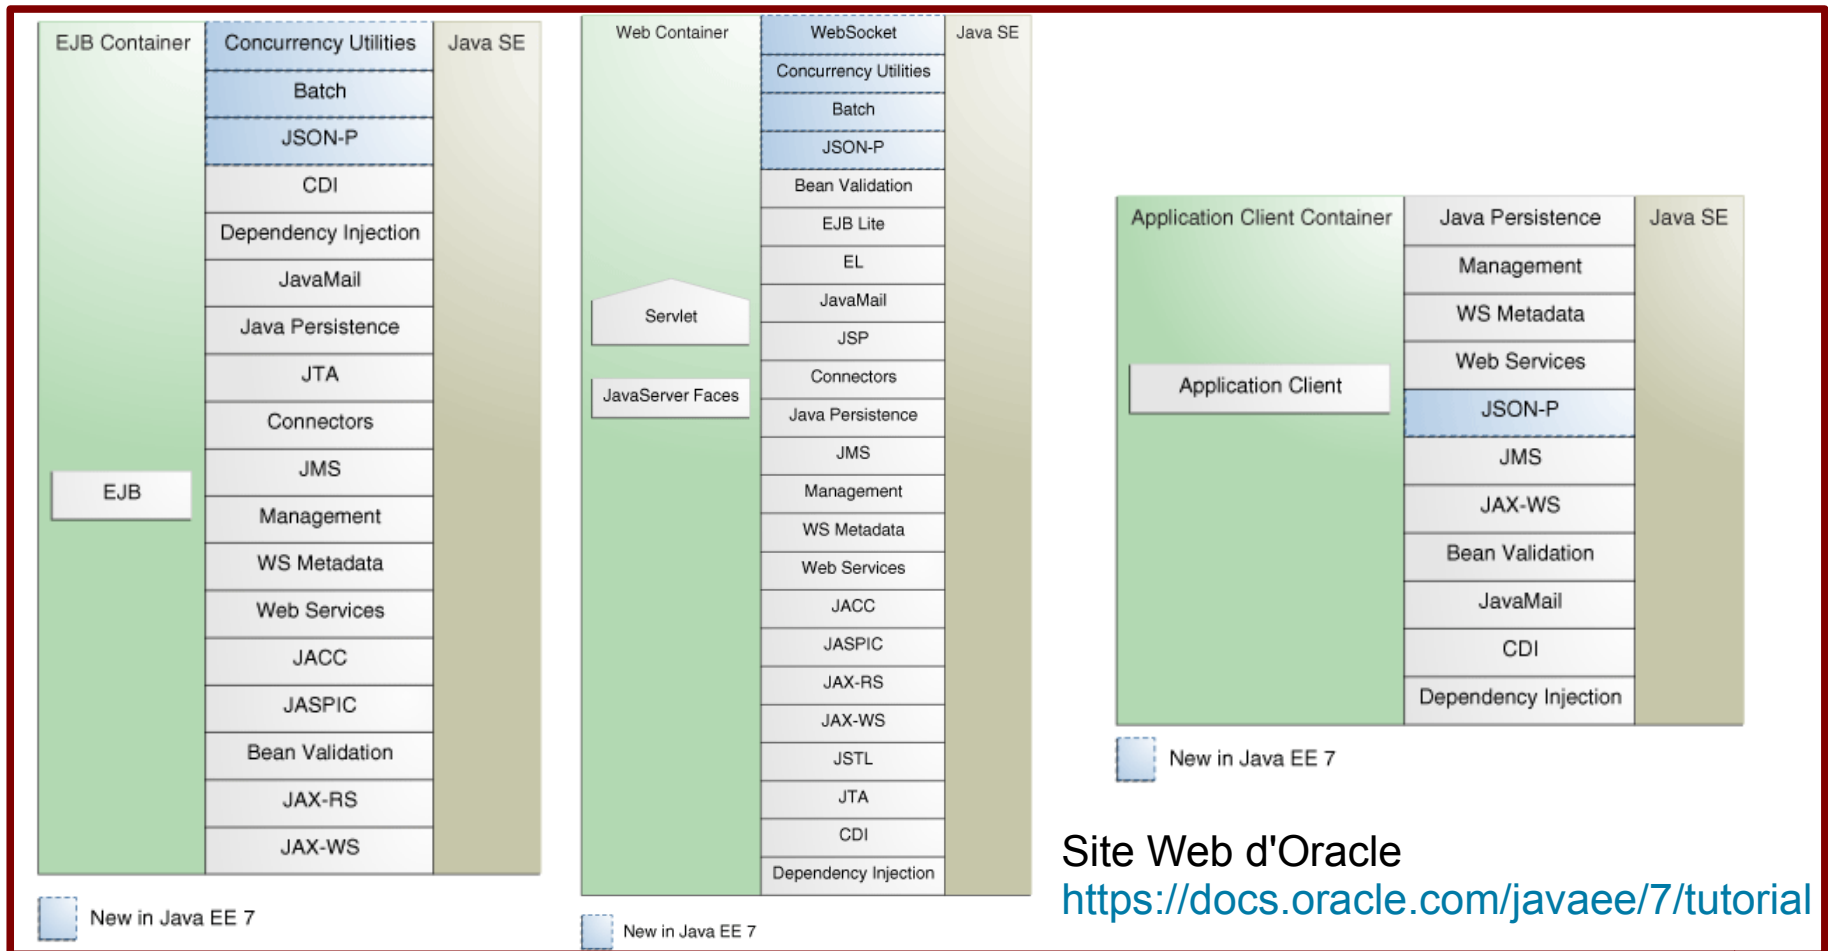 EJB Container
Concurrency Utilities
Java SE
Batch
JSON-P
CDI
Dependency Injection
JavaMail
Java Persistence
JTA
Connectors
JMS
EJB
Management
WS Metadata
Web Services
JACC
JASPIC
Bean Validation
JAX-RS
JAX-WS
New in Java EE 7
Web Container
WebSocket
Java SE
Concurrency Utilities
Batch
JSON-P
Bean Validation
EJB Lite
EL
JavaMail
Servlet
JSP
Connectors
JavaServer Faces
Java Persistence
JMS
Management
WS Metadata
Web Services
JACC
JASPIC
JAX-RS
JAX-WS
JSTL
JTA
CDI
Dependency Injection
New in Java EE 7
Application Client Container
Java Persistence
Java SE
Management
WS Metadata
Web Services
Application Client
JSON-P
JMS
JAX-WS
Bean Validation
JavaMail
CDI
Dependency Injection
New in Java EE 7
Site Web d'Oracle
https://docs.oracle.com/javaee/7/tutorial